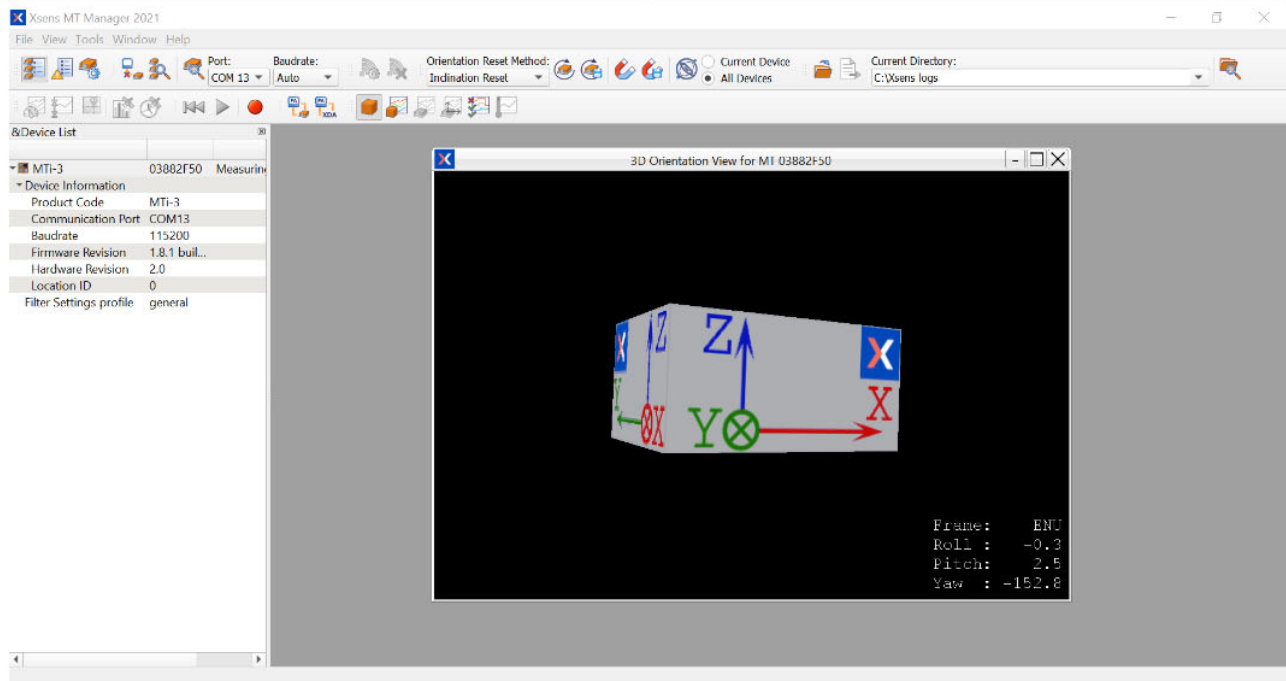 Xsens MT Manager 2021
File View Tools Window Help
Port:
COM 13
Baudrate:
Auto
Orientation Reset Method:
Inclination Reset
Current Device
All Devices
Current Directory:
C:\Xsens logs
XDA
&Device List
MTi-3 03882F50 Measuring
Device Information
Product Code MTi-3
Communication Port COM13
Baudrate 115200
Firmware Revision 1.8.1 buil...
Hardware Revision 2.0
Location ID 0
Filter Settings profile general
3D Orientation View for MT 03882F50
Z
Z
X
Y
X
Y
Frame: ENU
Roll : -0.3
Pitch: 2.5
Yaw : -152.8